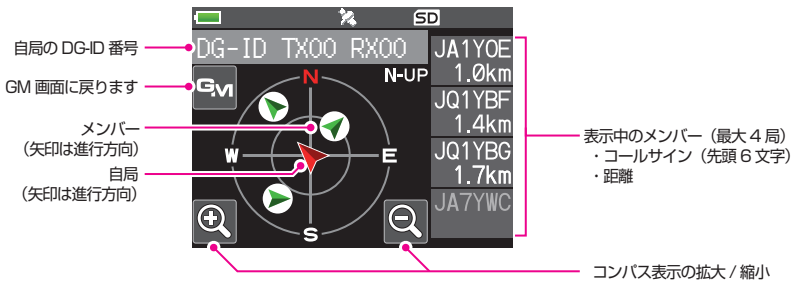 SD
自局の DG-ID 番号
DG-ID TX00 RX00
JA1YOE
1.0km
GM 画面に戻ります
GM
N
N-UP
JQ1YBF
1.4km
メンバー
（矢印は進行方向）
W
E
JQ1YBG
1.7km
表示中のメンバー（最大 4 局）
・コールサイン（先頭 6 文字）
・距離
自局
（矢印は進行方向）
JA7YWC
S
コンパス表示の拡大 / 縮小